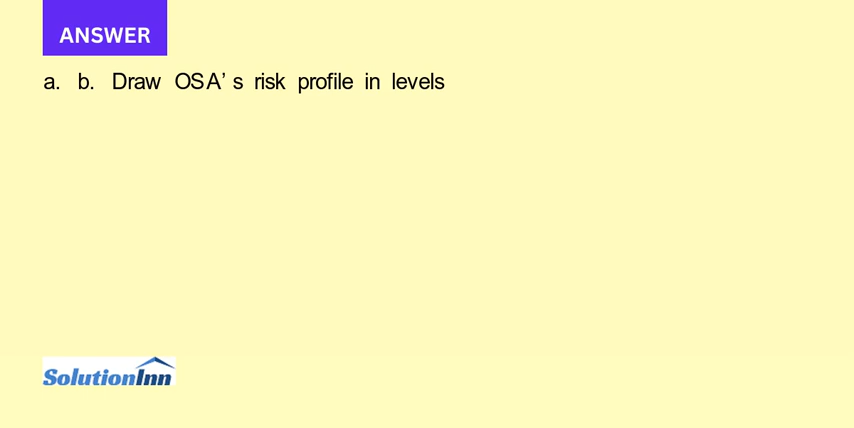 ANSWER
a. b. Draw OSA’ s risk profile in levels
SolutionInn